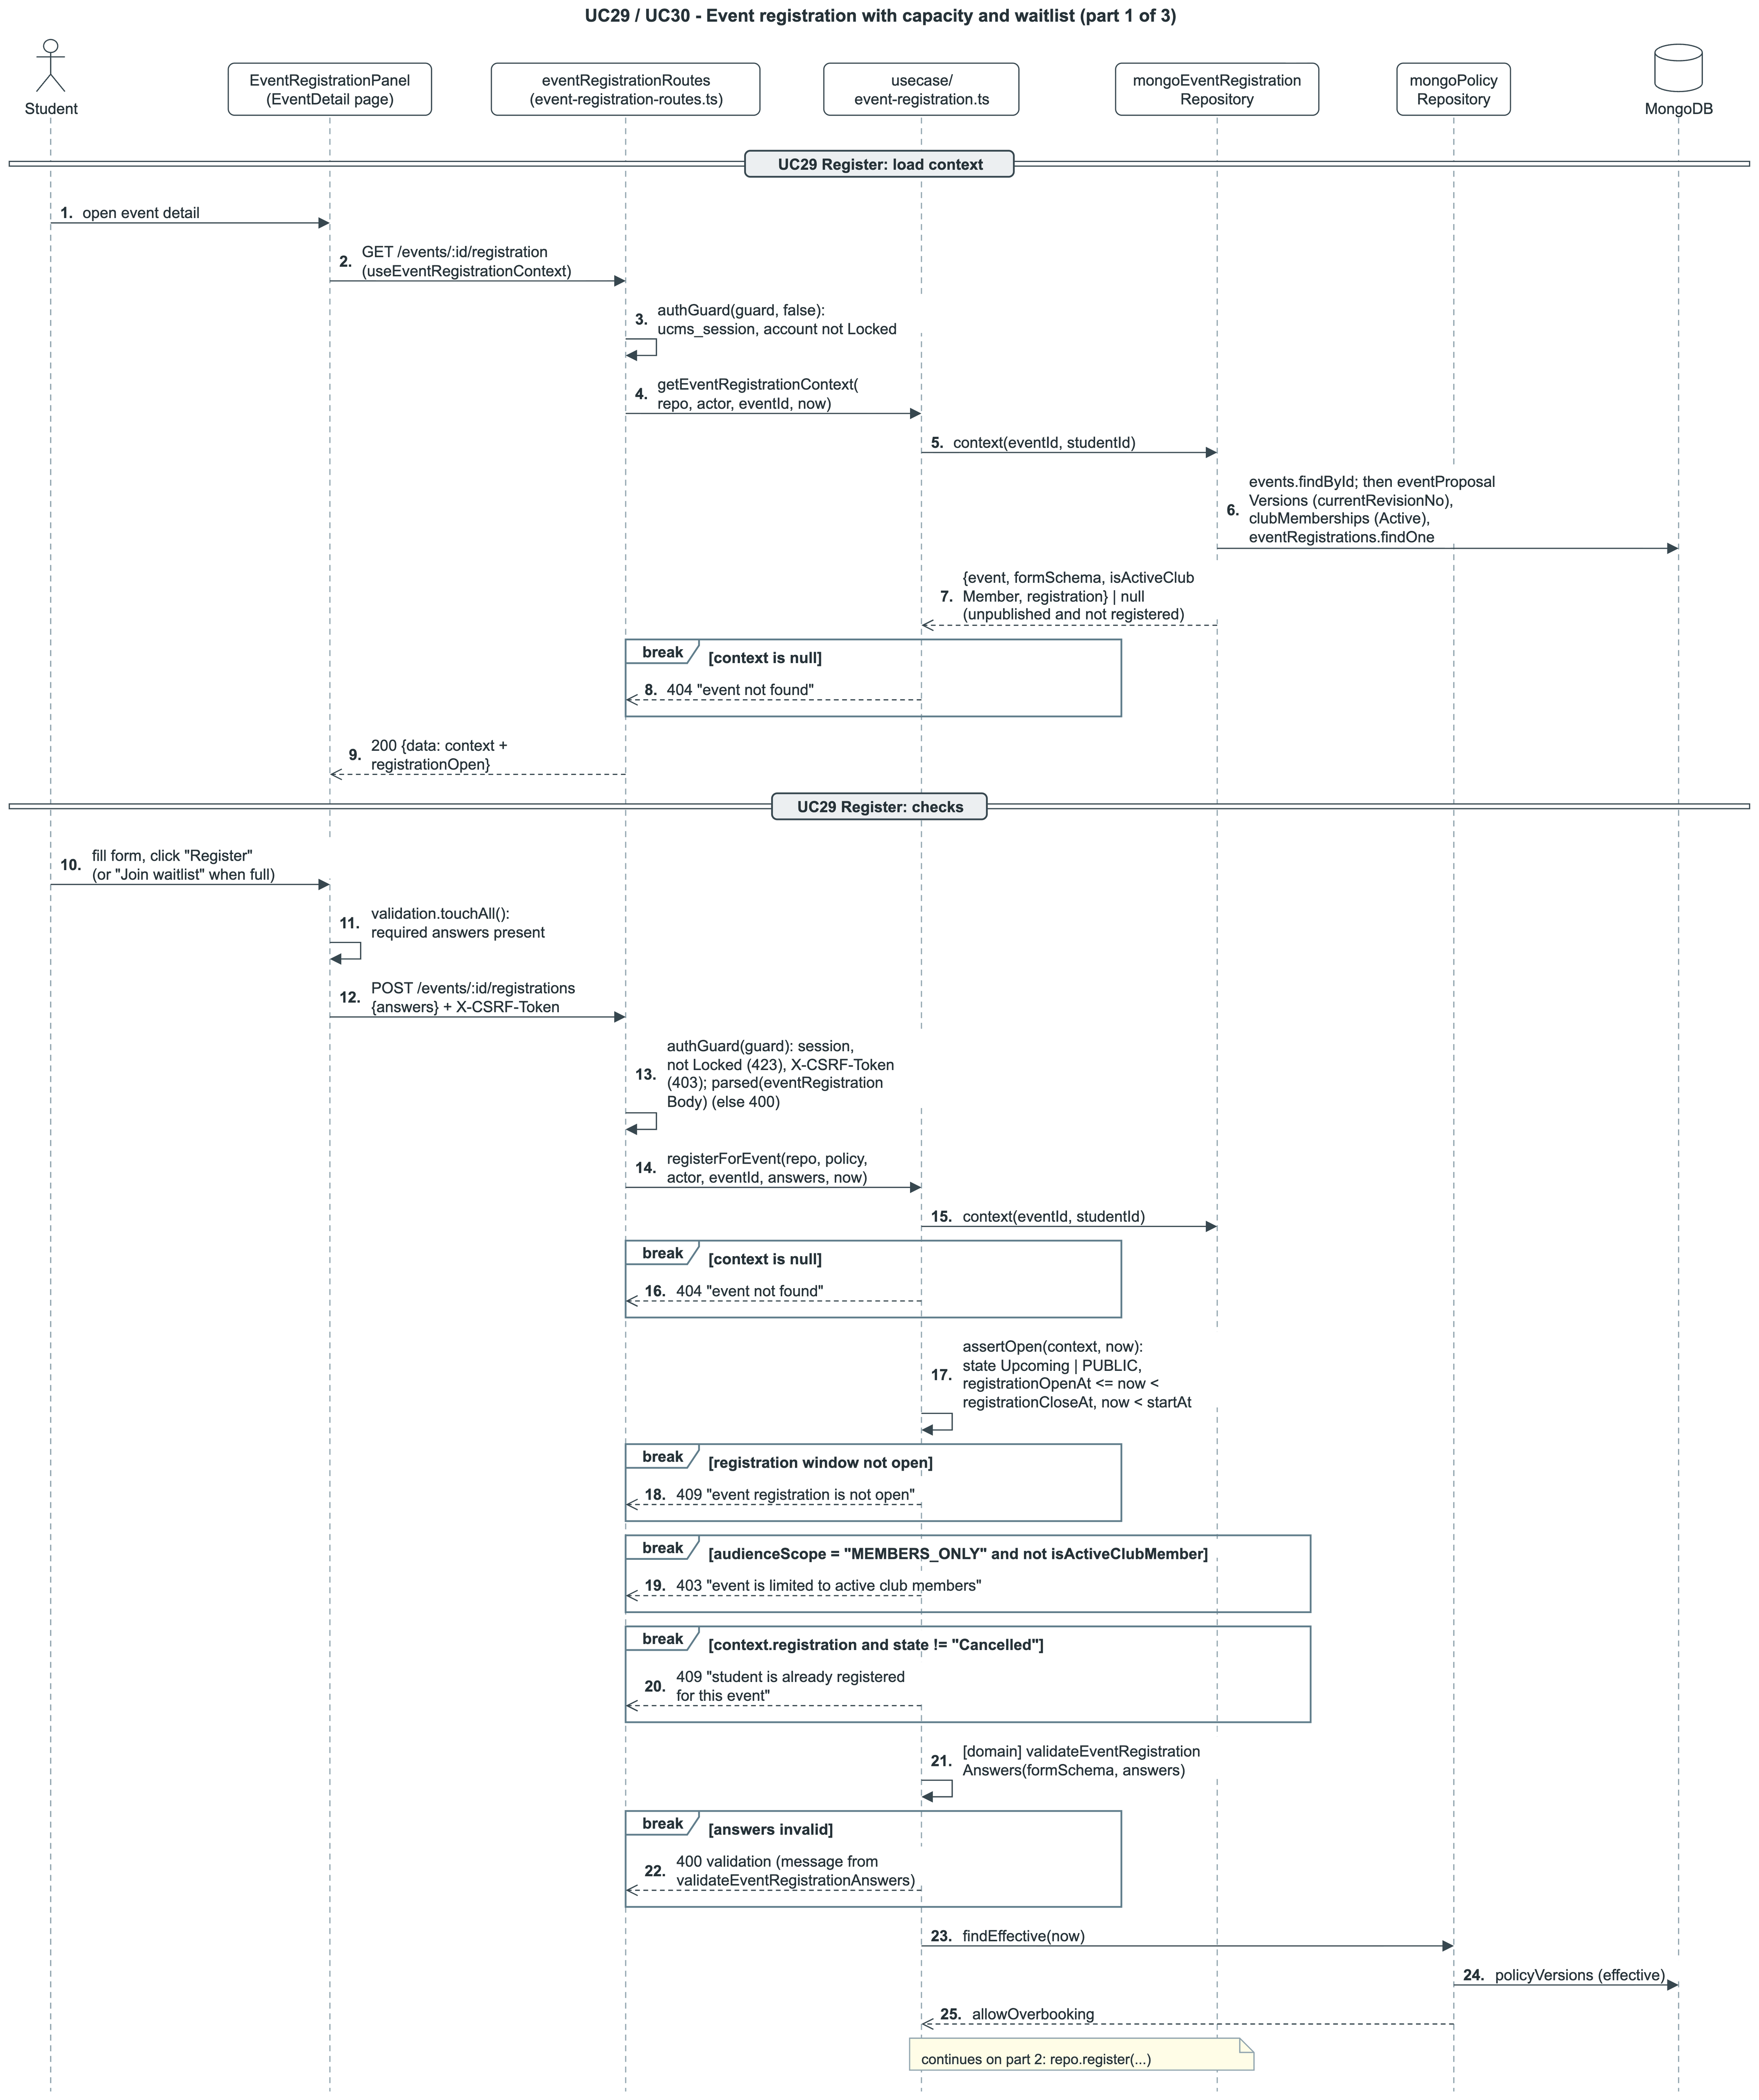 UC29 / UC30 - Event registration with capacity and waitlist (part 1 of 3)
Student
EventRegistrationPanel
(EventDetail page)
eventRegistrationRoutes
(event-registration-routes.ts)
usecase/
event-registration.ts
mongoEventRegistration
Repository
mongoPolicy
Repository
MongoDB
UC29 Register: load context
1. open event detail
2. GET /events/:id/registration
(useEventRegistrationContext)
3. authGuard(guard, false):
ucms_session, account not Locked
4. getEventRegistrationContext(
repo, actor, eventId, now)
5. context(eventId, studentId)
6. events.findById; then eventProposal
Versions (currentRevisionNo),
clubMemberships (Active),
eventRegistrations.findOne
7. {event, formSchema, isActiveClub
Member, registration} | null
(unpublished and not registered)
break [context is null]
8. 404 "event not found"
9. 200 {data: context +
registrationOpen}
UC29 Register: checks
10. fill form, click "Register"
(or "Join waitlist" when full)
11. validation.touchAll():
required answers present
12. POST /events/:id/registrations
{answers} + X-CSRF-Token
13. authGuard(guard): session,
not Locked (423), X-CSRF-Token
(403); parsed(eventRegistration
Body) (else 400)
14. registerForEvent(repo, policy,
actor, eventId, answers, now)
15. context(eventId, studentId)
break [context is null]
16. 404 "event not found"
17. assertOpen(context, now):
state Upcoming | PUBLIC,
registrationOpenAt <= now <
registrationCloseAt, now < startAt
break [registration window not open]
18. 409 "event registration is not open"
break [audienceScope = "MEMBERS_ONLY" and not isActiveClubMember]
19. 403 "event is limited to active club members"
break [context.registration and state != "Cancelled"]
20. 409 "student is already registered
for this event"
21. [domain] validateEventRegistration
Answers(formSchema, answers)
break [answers invalid]
22. 400 validation (message from
validateEventRegistrationAnswers)
23. findEffective(now)
24. policyVersions (effective)
25. allowOverbooking
continues on part 2: repo.register(...)